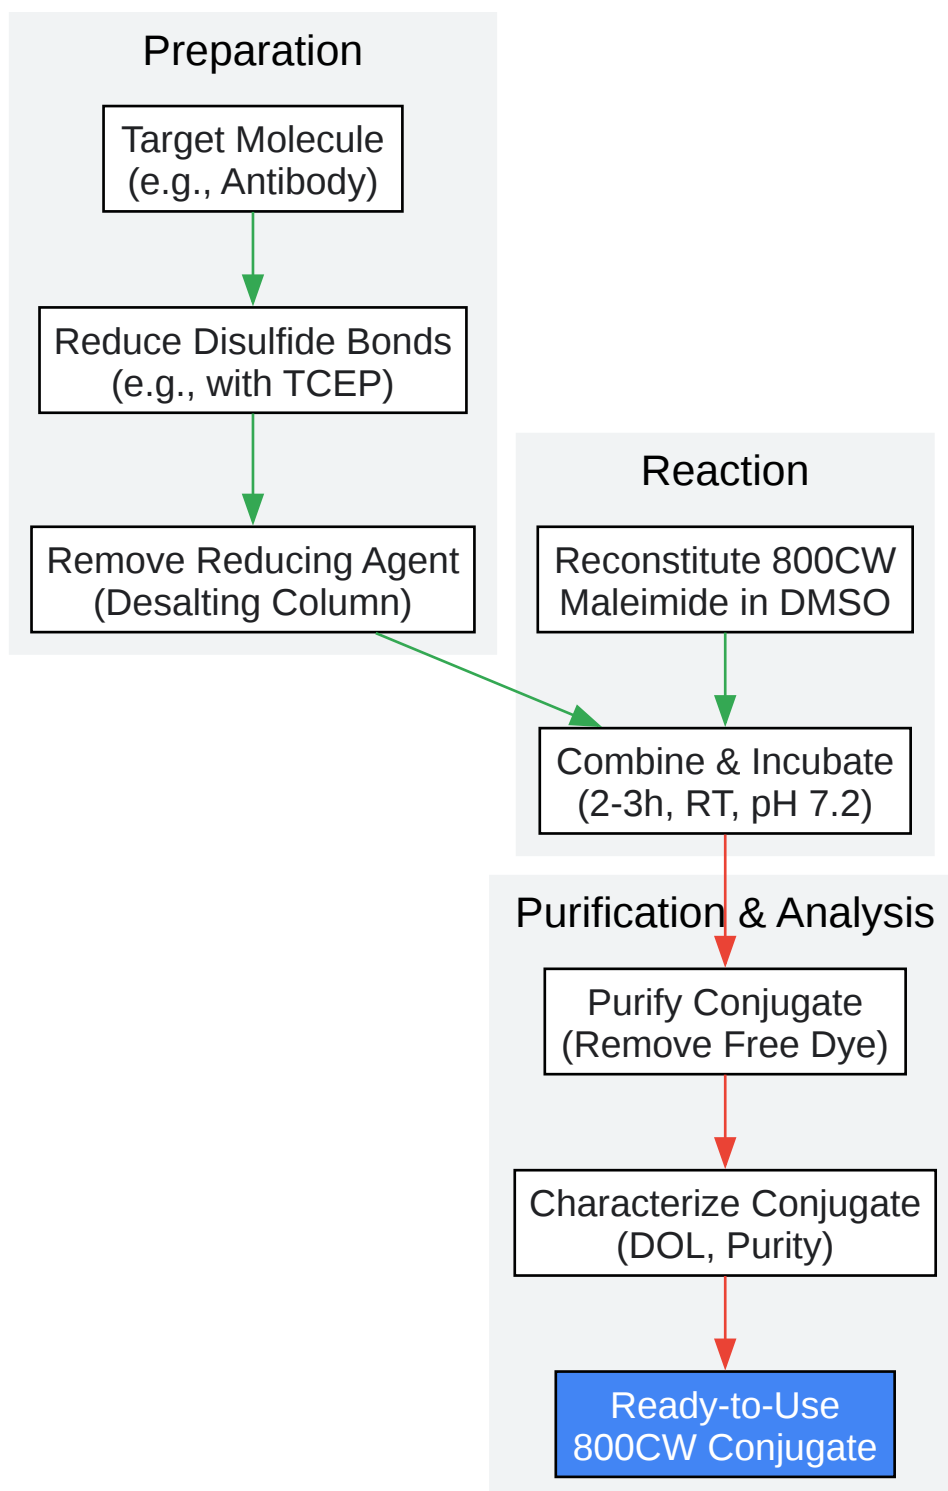 Preparation
Target Molecule
(e.g., Antibody)
Reduce Disulfide Bonds
(e.g., with TCEP)
Remove Reducing Agent
(Desalting Column)
Reaction
Reconstitute 800CW
Maleimide in DMSO
Combine & Incubate
(2-3h, RT, pH 7.2)
Purification & Analysis
Purify Conjugate
(Remove Free Dye)
Characterize Conjugate
(DOL, Purity)
Ready-to-Use
800CW Conjugate